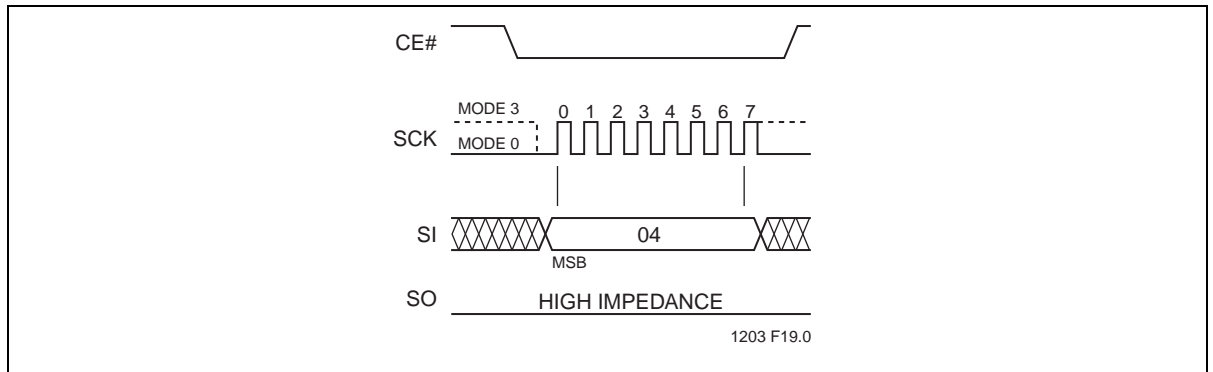 CE#
MODE 3
0 1 2 3 4 5 6 7
SCK
MODE 0
SI
04
MSB
SO
HIGH IMPEDANCE
1203 F19.0